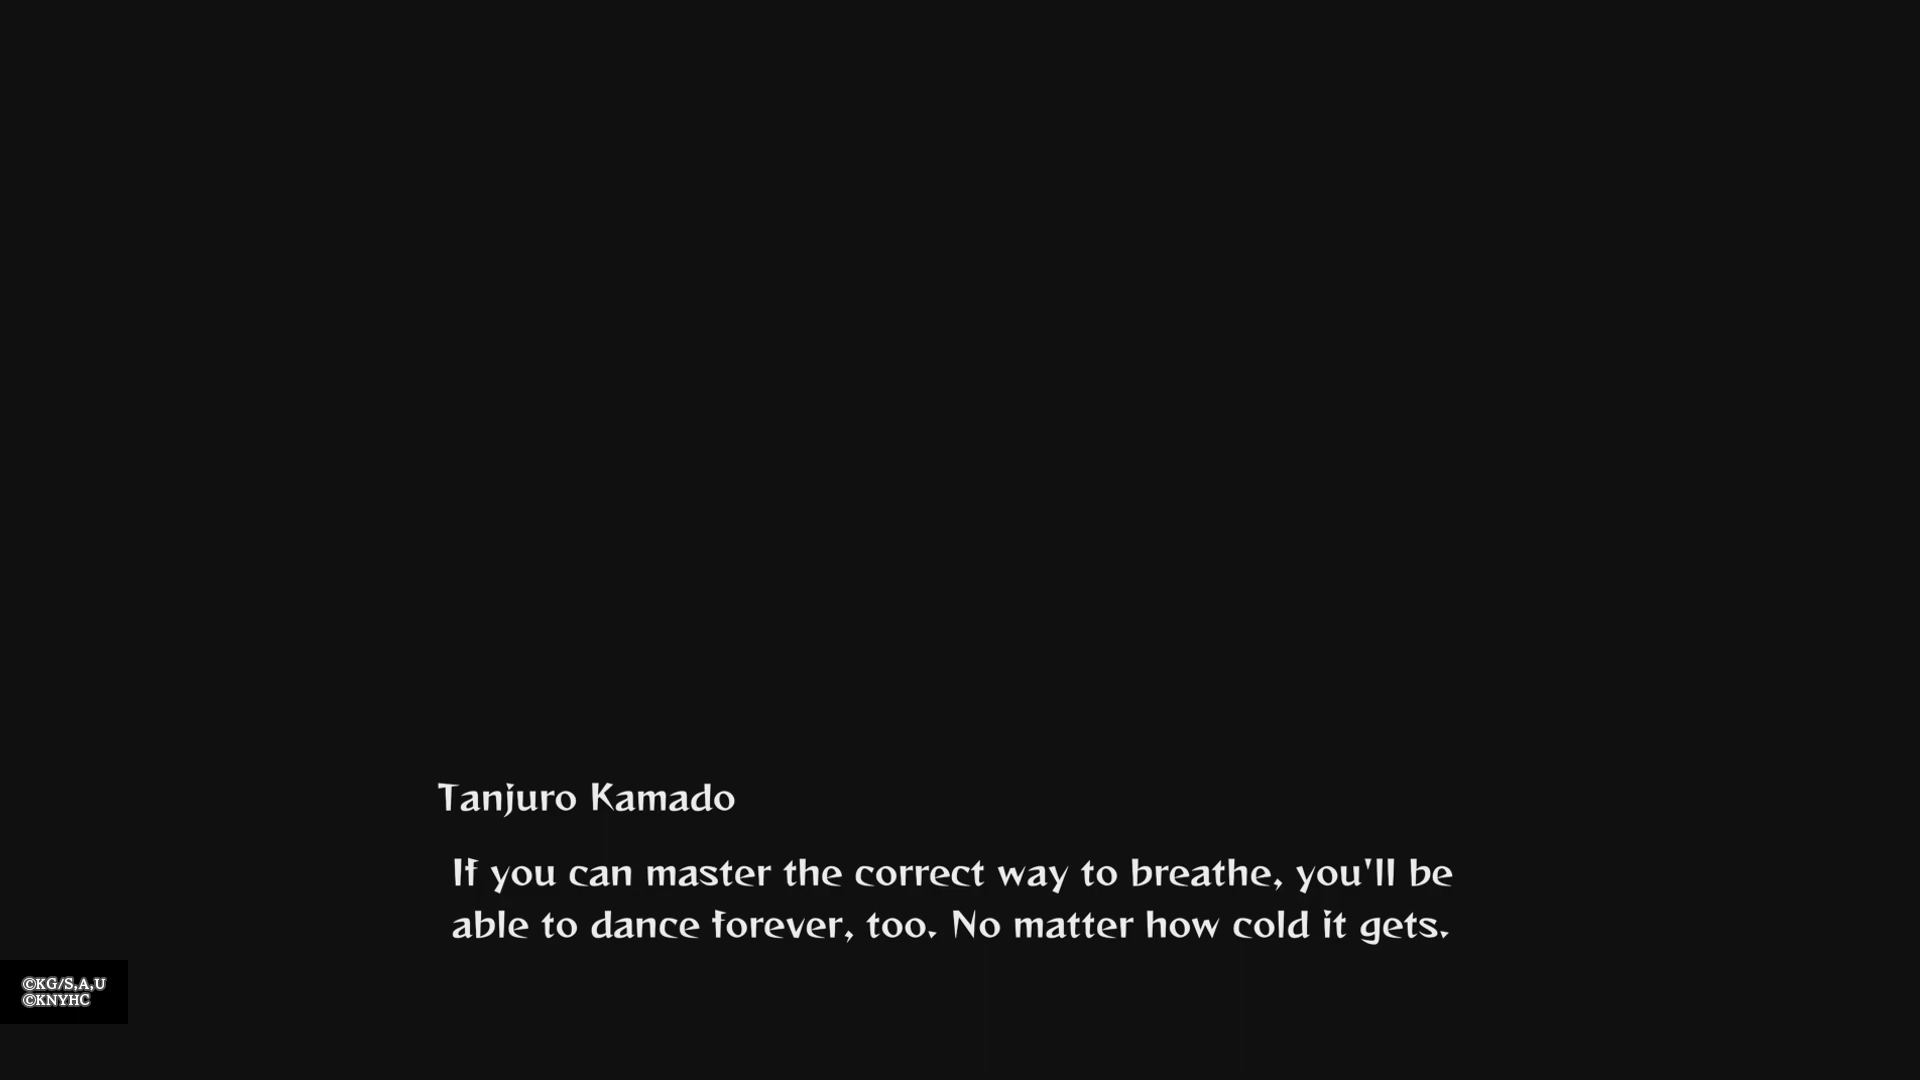 Tanjuro Kamado
If you can master the correct way to breathe, you'll be
able to dance forever, too. No matter how cold it gets.
©KG/S,A,U
©KNYHC